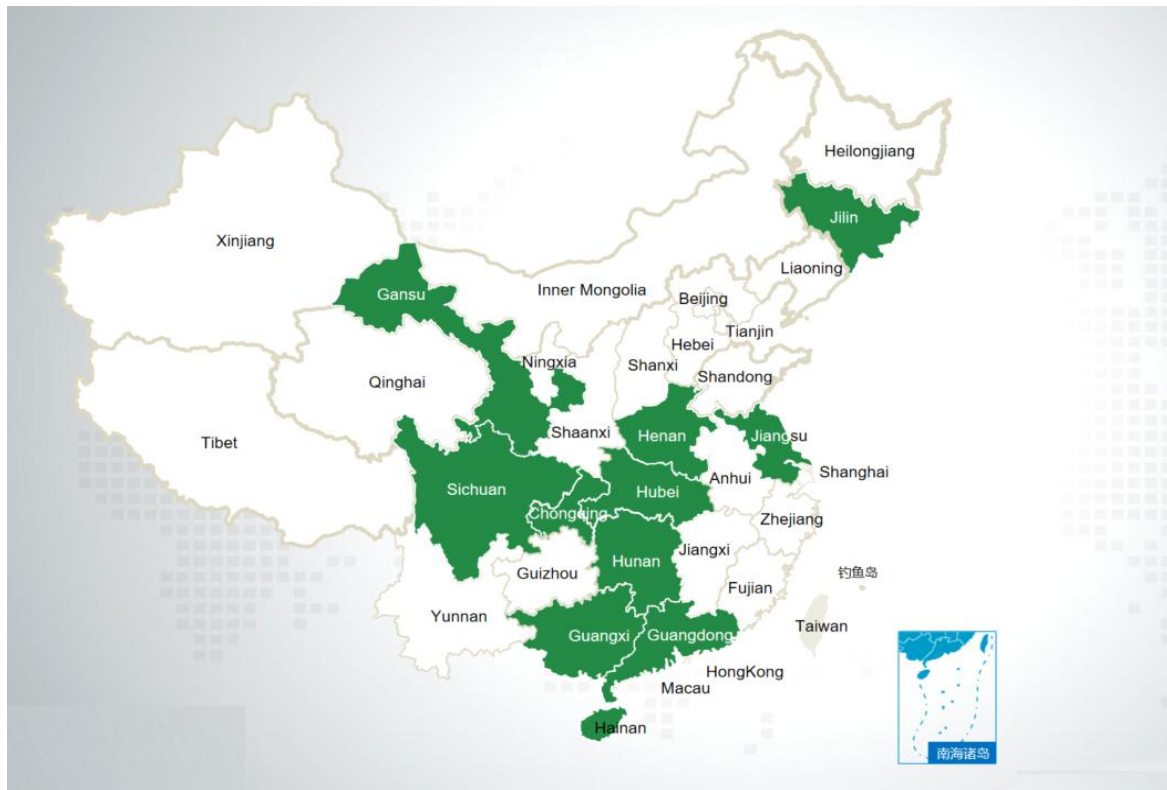 Heilongjiang
Jilin
Xinjiang
Liaoning
Gansu
Inner Mongolia
Beijing
Tianjin
Hebei
Ningxia
Shanxi
Shandong
Qinghai
Shaanxi
Henan
Jiangsu
Tibet
Shanghai
Anhui
Sichuan
Hubei
Chongqing
Zhejiang
Jiangxi
Hunan
Guizhou
钓鱼岛
Fujian
Yunnan
Taiwan
Guangxi
Guangdong
HongKong
Macau
Hainan
南海诸岛